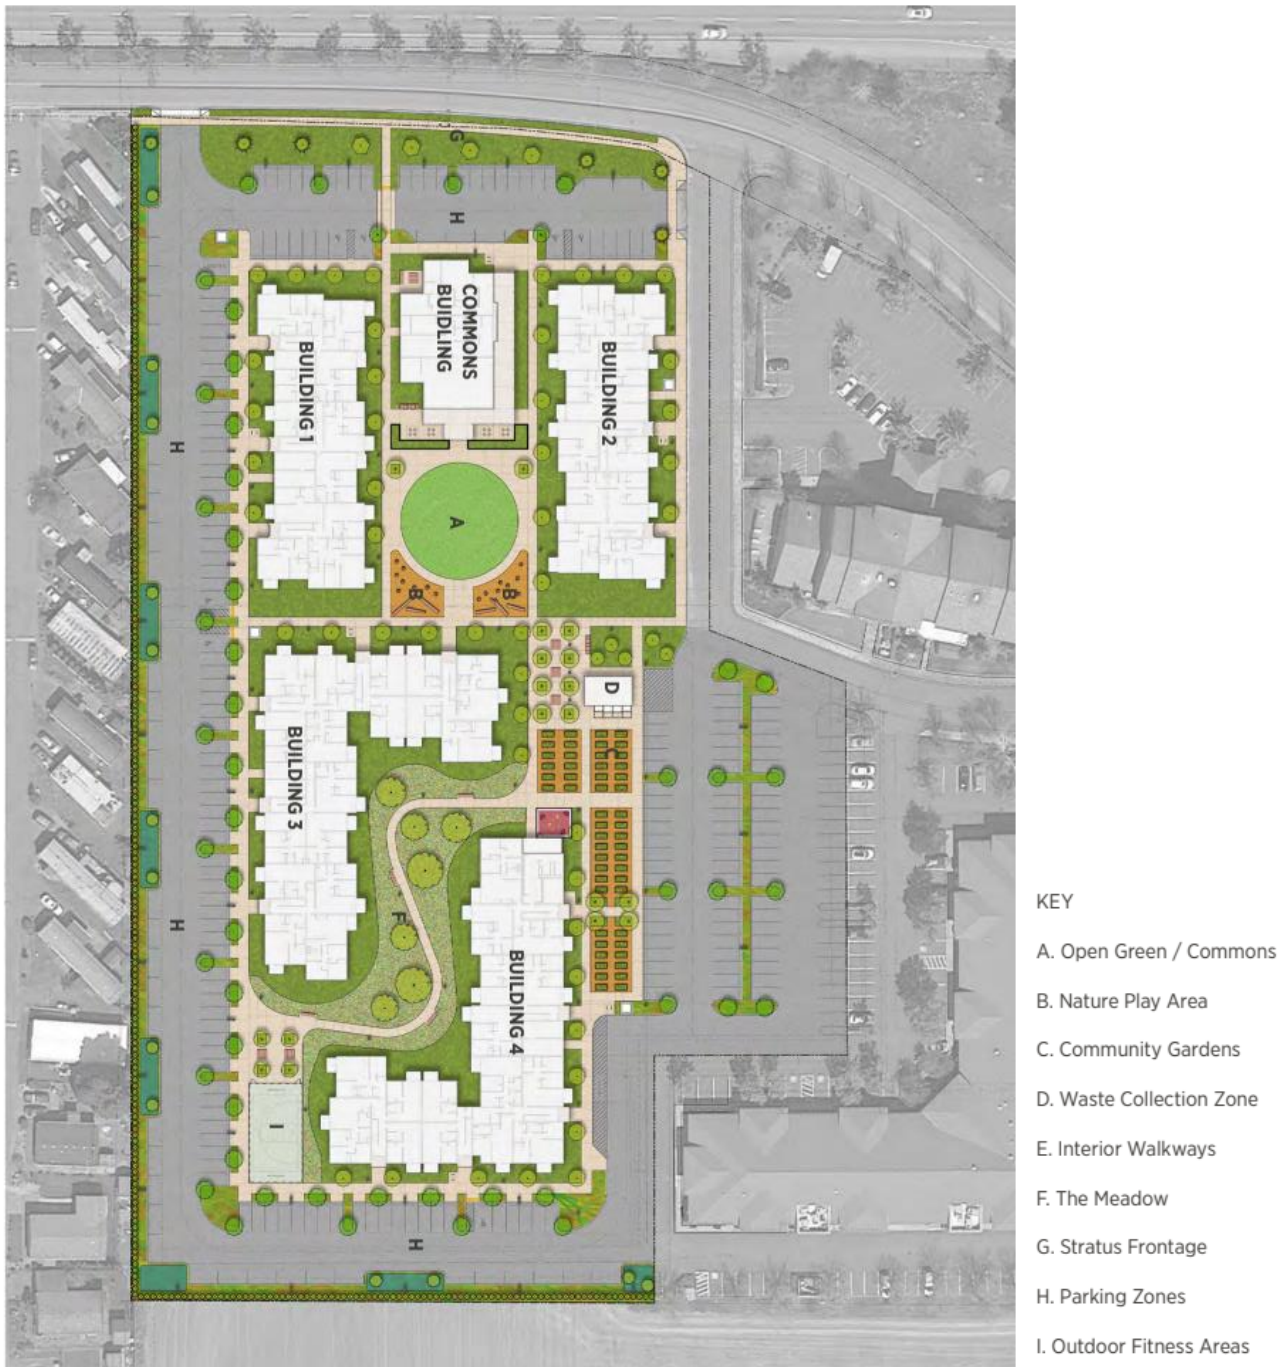 G
H
COMMONS
BUIDLING
BUILDING 1
BUILDING 2
H
A
B
B
D
C
BUILDING 3
F
H
BUILDING 4
I
H
KEY
A. Open Green / Commons
B. Nature Play Area
C. Community Gardens
D. Waste Collection Zone
E. Interior Walkways
F. The Meadow
G. Stratus Frontage
H. Parking Zones
I. Outdoor Fitness Areas